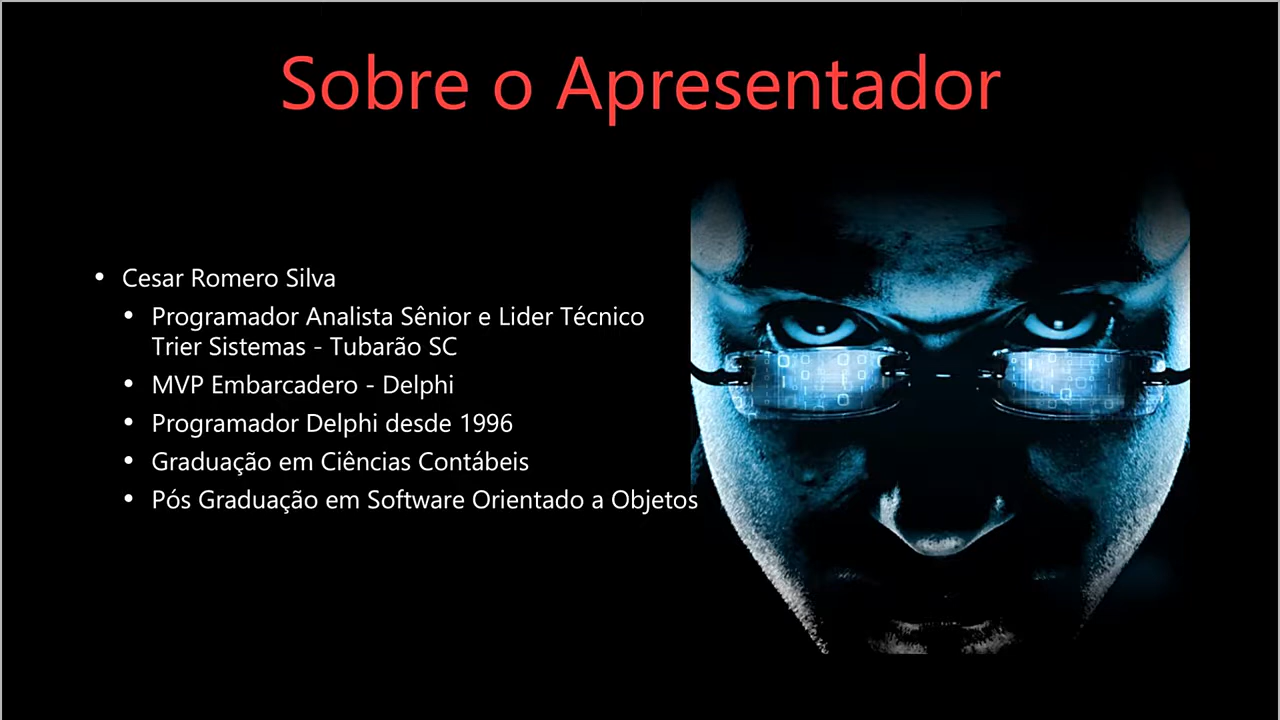 Sobre o Apresentador
• Cesar Romero Silva
• Programador Analista Sênior e Lider Técnico
Trier Sistemas - Tubarão SC
• MVP Embarcadero - Delphi
• Programador Delphi desde 1996
• Graduação em Ciências Contábeis
• Pós Graduação em Software Orientado a Objetos